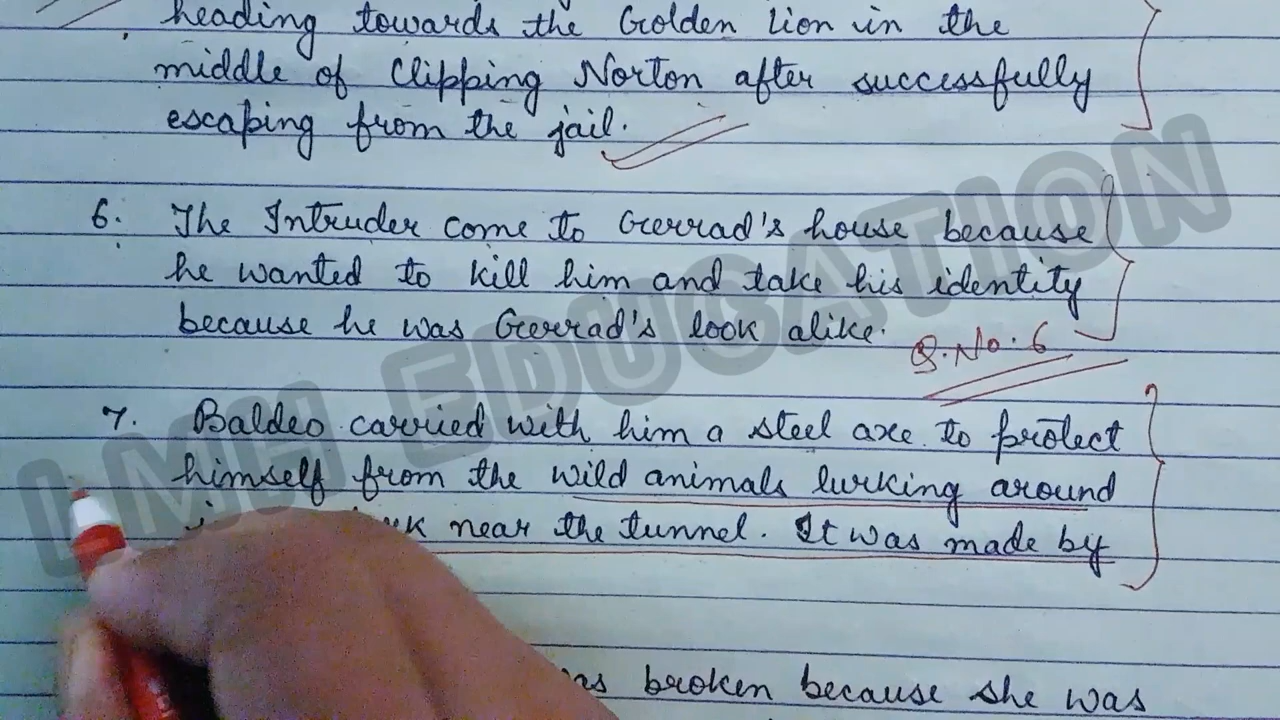 heading towards the Golden Lion in the
middle of Clipping Norton after successfully
escaping from the jail.
6. The Intruder come to Gerrad's house because
he wanted to kill him and take his identity
because he was Gerrad's look alike.
Q.No.6
7. Baldeo carried with him a steel axe to protect
himself from the wild animals lurking around
near the tunnel. It was made by
broken because she was
LMH EDUCATION